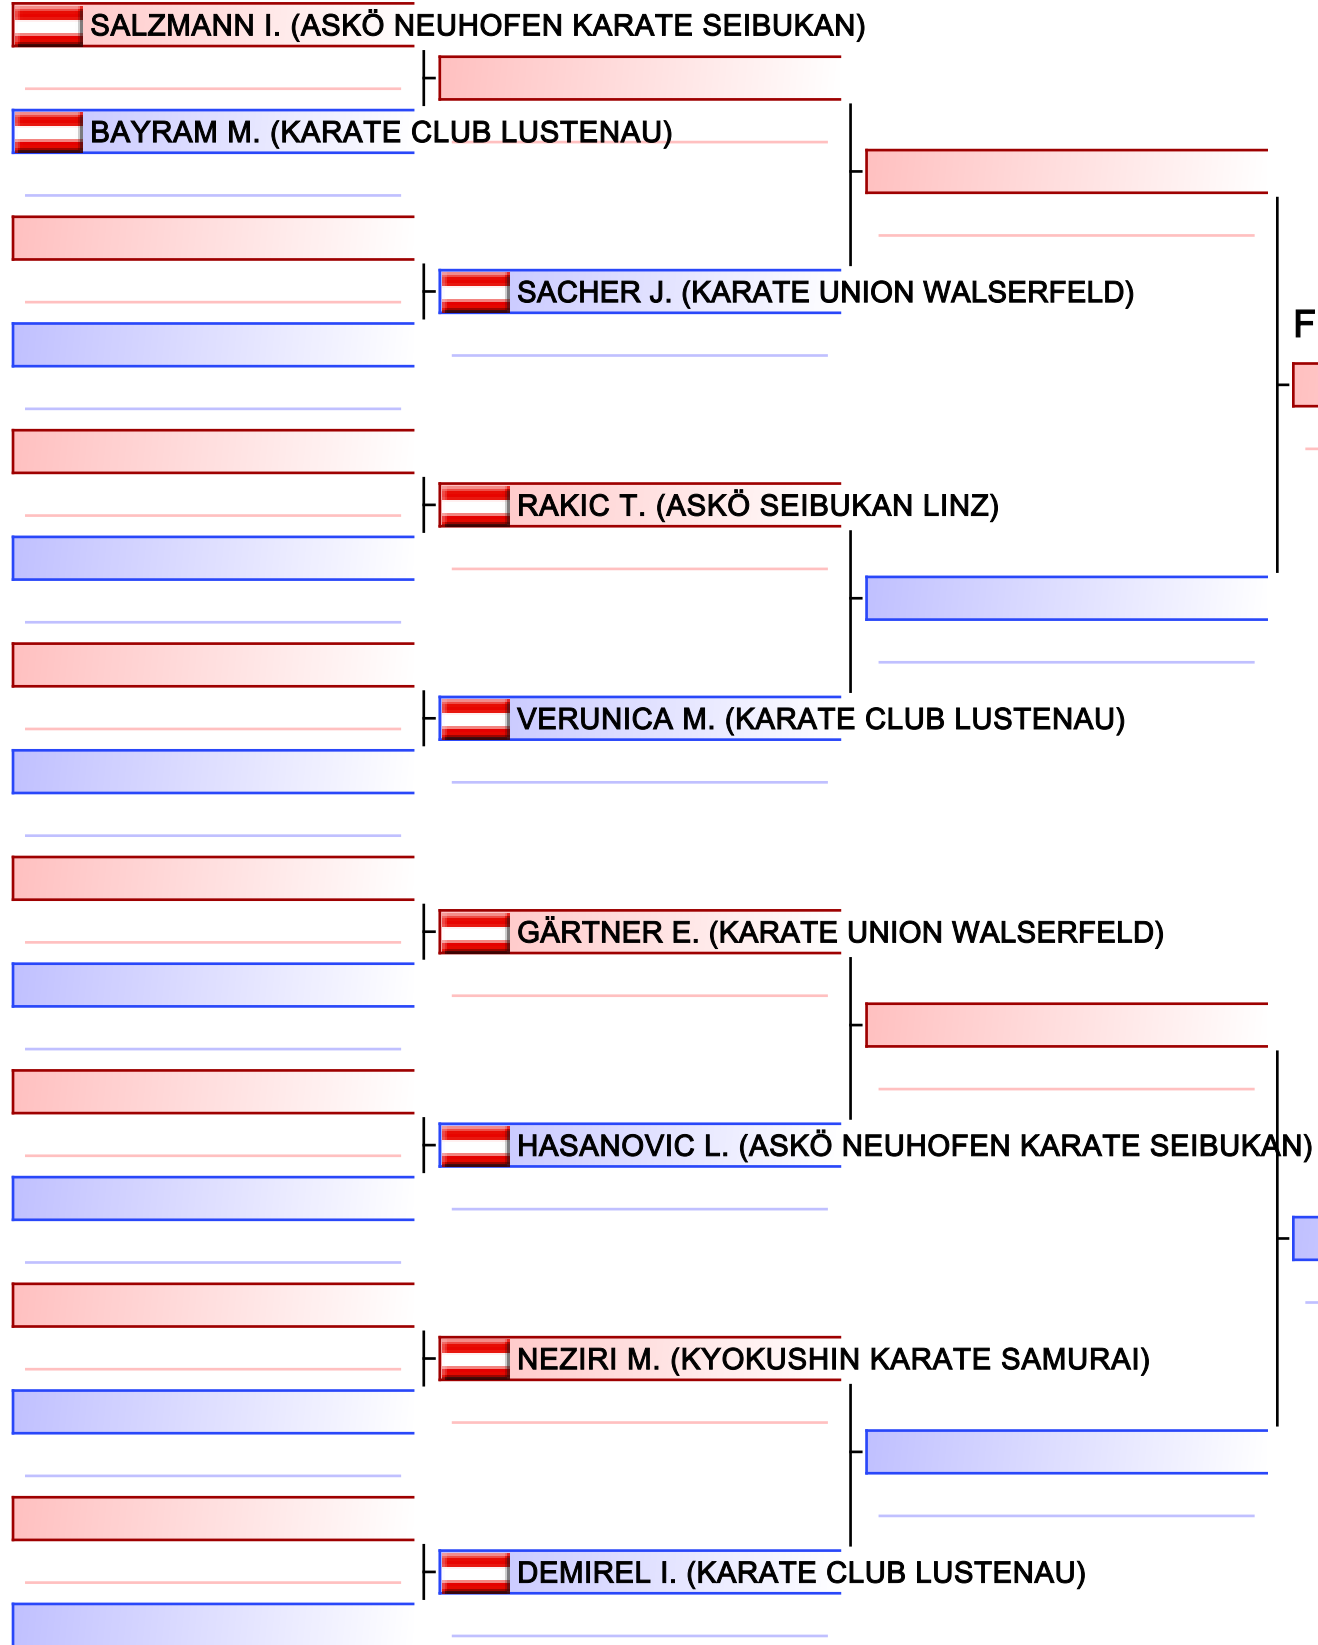 SALZMANN I. (ASKÖ NEUHOFEN KARATE SEIBUKAN)
BAYRAM M. (KARATE CLUB LUSTENAU)
SACHER J. (KARATE UNION WALSERFELD)
F
RAKIC T. (ASKÖ SEIBUKAN LINZ)
VERUNICA M. (KARATE CLUB LUSTENAU)
GÄRTNER E. (KARATE UNION WALSERFELD)
HASANOVIC L. (ASKÖ NEUHOFEN KARATE SEIBUKAN)
NEZIRI M. (KYOKUSHIN KARATE SAMURAI)
DEMIREL I. (KARATE CLUB LUSTENAU)